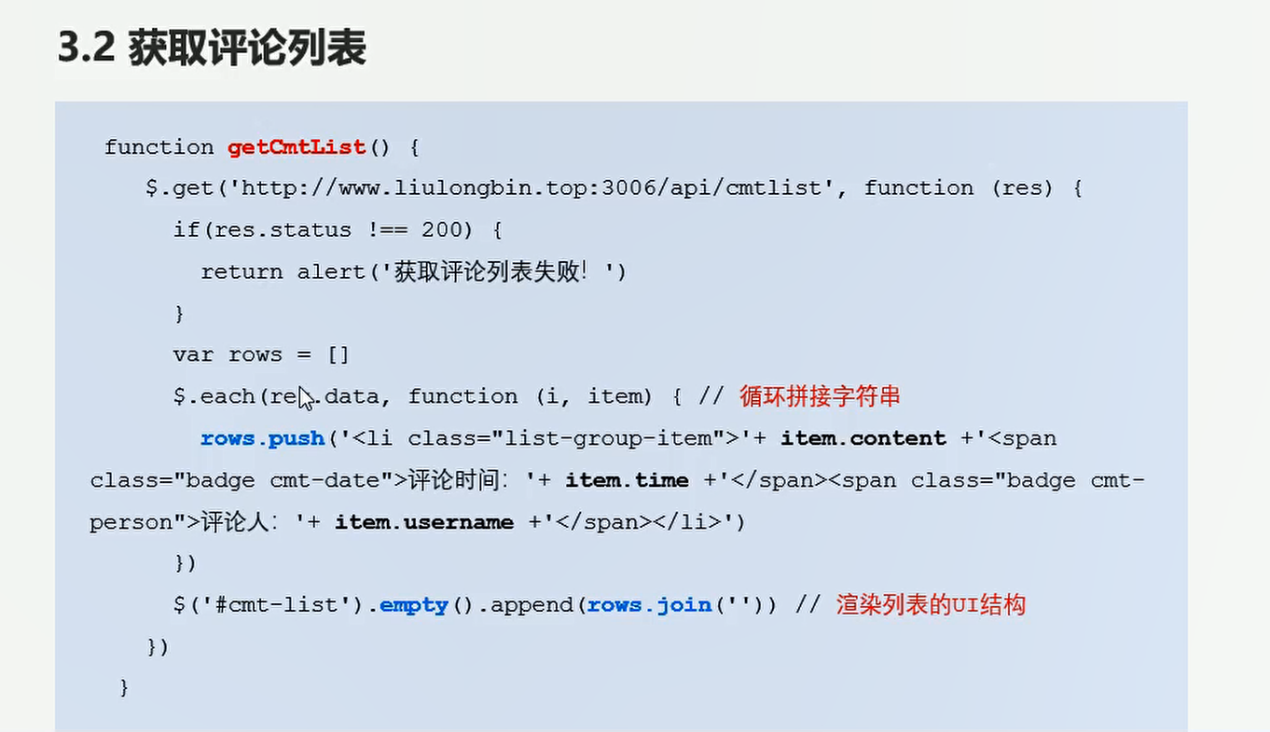 3.2 获取评论列表
function getCmtList() {
$.get('http://www.liulongbin.top:3006/api/cmtlist', function (res) {
if(res.status !== 200) {
return alert('获取评论列表失败！')
}
var rows = []
$.each(re.data, function (i, item) { // 循环拼接字符串
rows.push('<li class="list-group-item">'+ item.content +'<span
class="badge cmt-date">评论时间：'+ item.time +'</span><span class="badge cmt-
person">评论人：'+ item.username +'</span></li>')
})
$('#cmt-list').empty().append(rows.join('')) // 渲染列表的UI结构
})
}